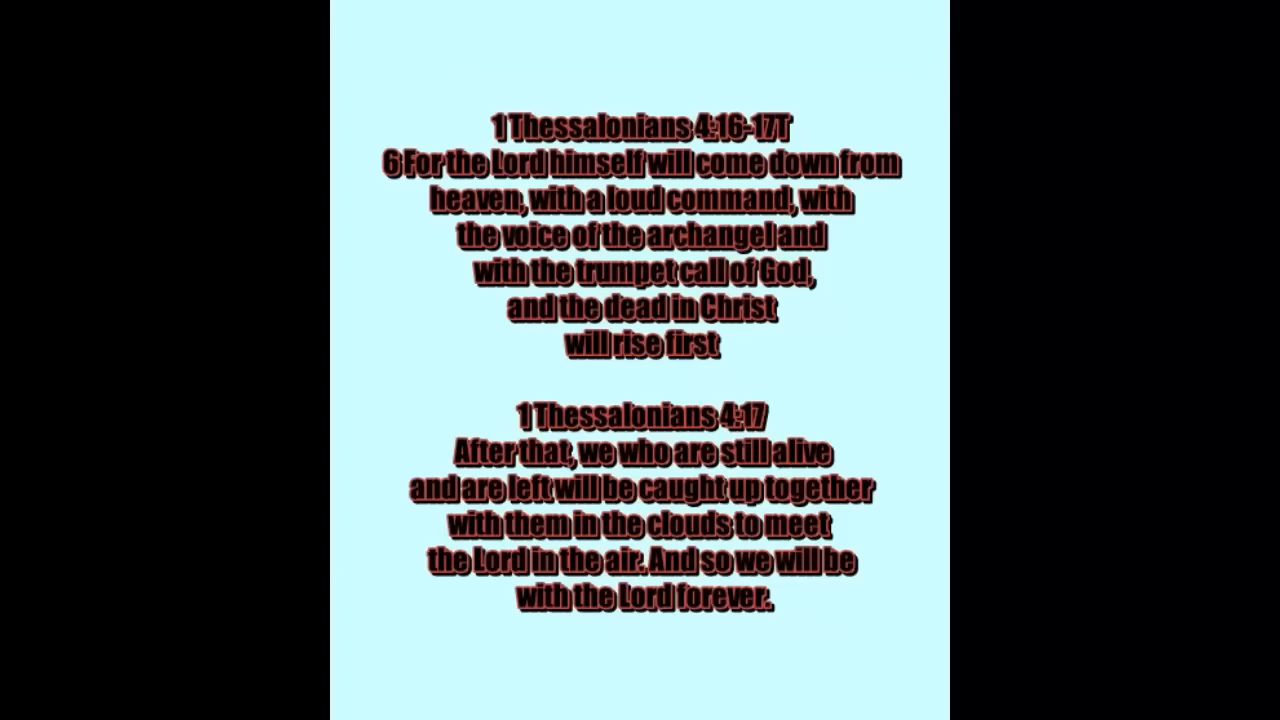 1 Thessalonians 4:16-17T
6 For the Lord himself will come down from
heaven, with a loud command, with
the voice of the archangel and
with the trumpet call of God,
and the dead in Christ
will rise first
1 Thessalonians 4:17
After that, we who are still alive
and are left will be caught up together
with them in the clouds to meet
the Lord in the air. And so we will be
with the Lord forever.